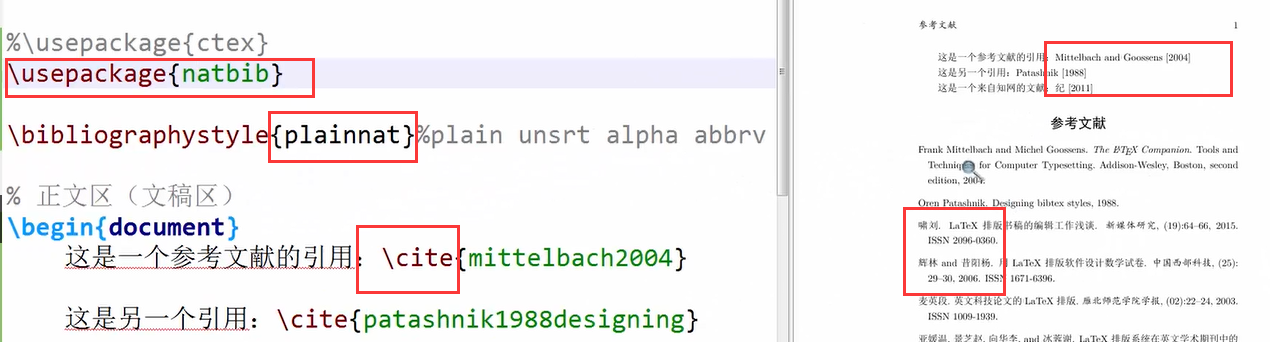 %\usepackage{ctex}
\usepackage{natbib}
\bibliographystyle{plainnat}%plain unsrt alpha abbrv
% 正文区（文稿区）
\begin{document}
这是一个参考文献的引用：\cite{mittelbach2004}
这是另一个引用：\cite{patashnik1988designing}
参考文献 1
这是一个参考文献的引用：Mittelbach and Goossens [2004]
这是另一个引用：Patashnik [1988]
这是一个来自知网的文献：纪 [2011]
参考文献
Frank Mittelbach and Michel Goossens. The LATEX Companion. Tools and
Techniques for Computer Typesetting. Addison-Wesley, Boston, second
edition, 2004.
Oren Patashnik. Designing bibtex styles, 1988.
啸刘. LaTeX 排版书稿的编辑工作浅谈. 新媒体研究, (19):64–66, 2015.
ISSN 2096-0360.
辉林 and 昔阳杨. 用 LaTeX 排版软件设计数学试卷. 中国西部科技, (25):
29–30, 2006. ISSN 1671-6396.
麦英段. 英文科技论文的 LaTeX 排版. 雁北师范学院学报, (02):22–24, 2003.
ISSN 1009-1939.
亚媛温, 景芝赵, 向华李, and 冰莲谢. LaTeX 排版系统在英文学术期刊中的